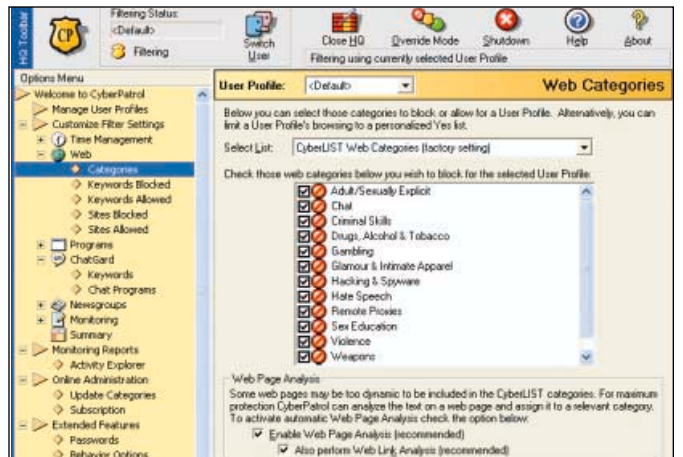 HQ Toolbar
CP
Filtering Status:
<Default>
Filtering
Switch User
Close HQ
Override Mode
Shutdown
Help
About
Filtering using currently selected User Profile
Options Menu
Welcome to CyberPatrol
Manage User Profiles
Customize Filter Settings
Time Management
Web
Categories
Keywords Blocked
Keywords Allowed
Sites Blocked
Sites Allowed
Programs
ChatGard
Keywords
Chat Programs
Newsgroups
Monitoring
Summary
Monitoring Reports
Activity Explorer
Online Administration
Update Categories
Subscription
Extended Features
Passwords
Behavior Options
User Profile:
<Default>
Web Categories
Below you can select those categories to block or allow for a User Profile. Alternatively, you can
limit a User Profile's browsing to a personalized Yes list.
Select List:
CyberLIST Web Categories (factory setting)
Check those web categories below you wish to block for the selected User Profile:
Adult/Sexually Explicit
Chat
Criminal Skills
Drugs, Alcohol & Tobacco
Gambling
Glamour & Intimate Apparel
Hacking & Spyware
Hate Speech
Remote Proxies
Sex Education
Violence
Weapons
Web Page Analysis
Some web pages may be too dynamic to be included in the CyberLIST categories. For maximum
protection CyberPatrol can analyze the text on a web page and assign it to a relevant category.
To activate automatic Web Page Analysis check the option below:
Enable Web Page Analysis (recommended)
Also perform Web Link Analysis (recommended)